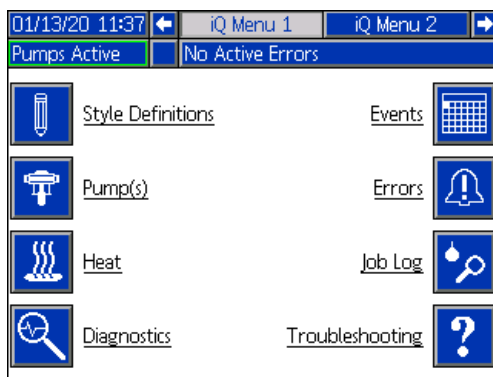 01/13/20 11:37 iQ Menu 1 iQ Menu 2
Pumps Active No Active Errors
Style Definitions Events
Pump(s) Errors
Heat Job Log
Diagnostics Troubleshooting
?